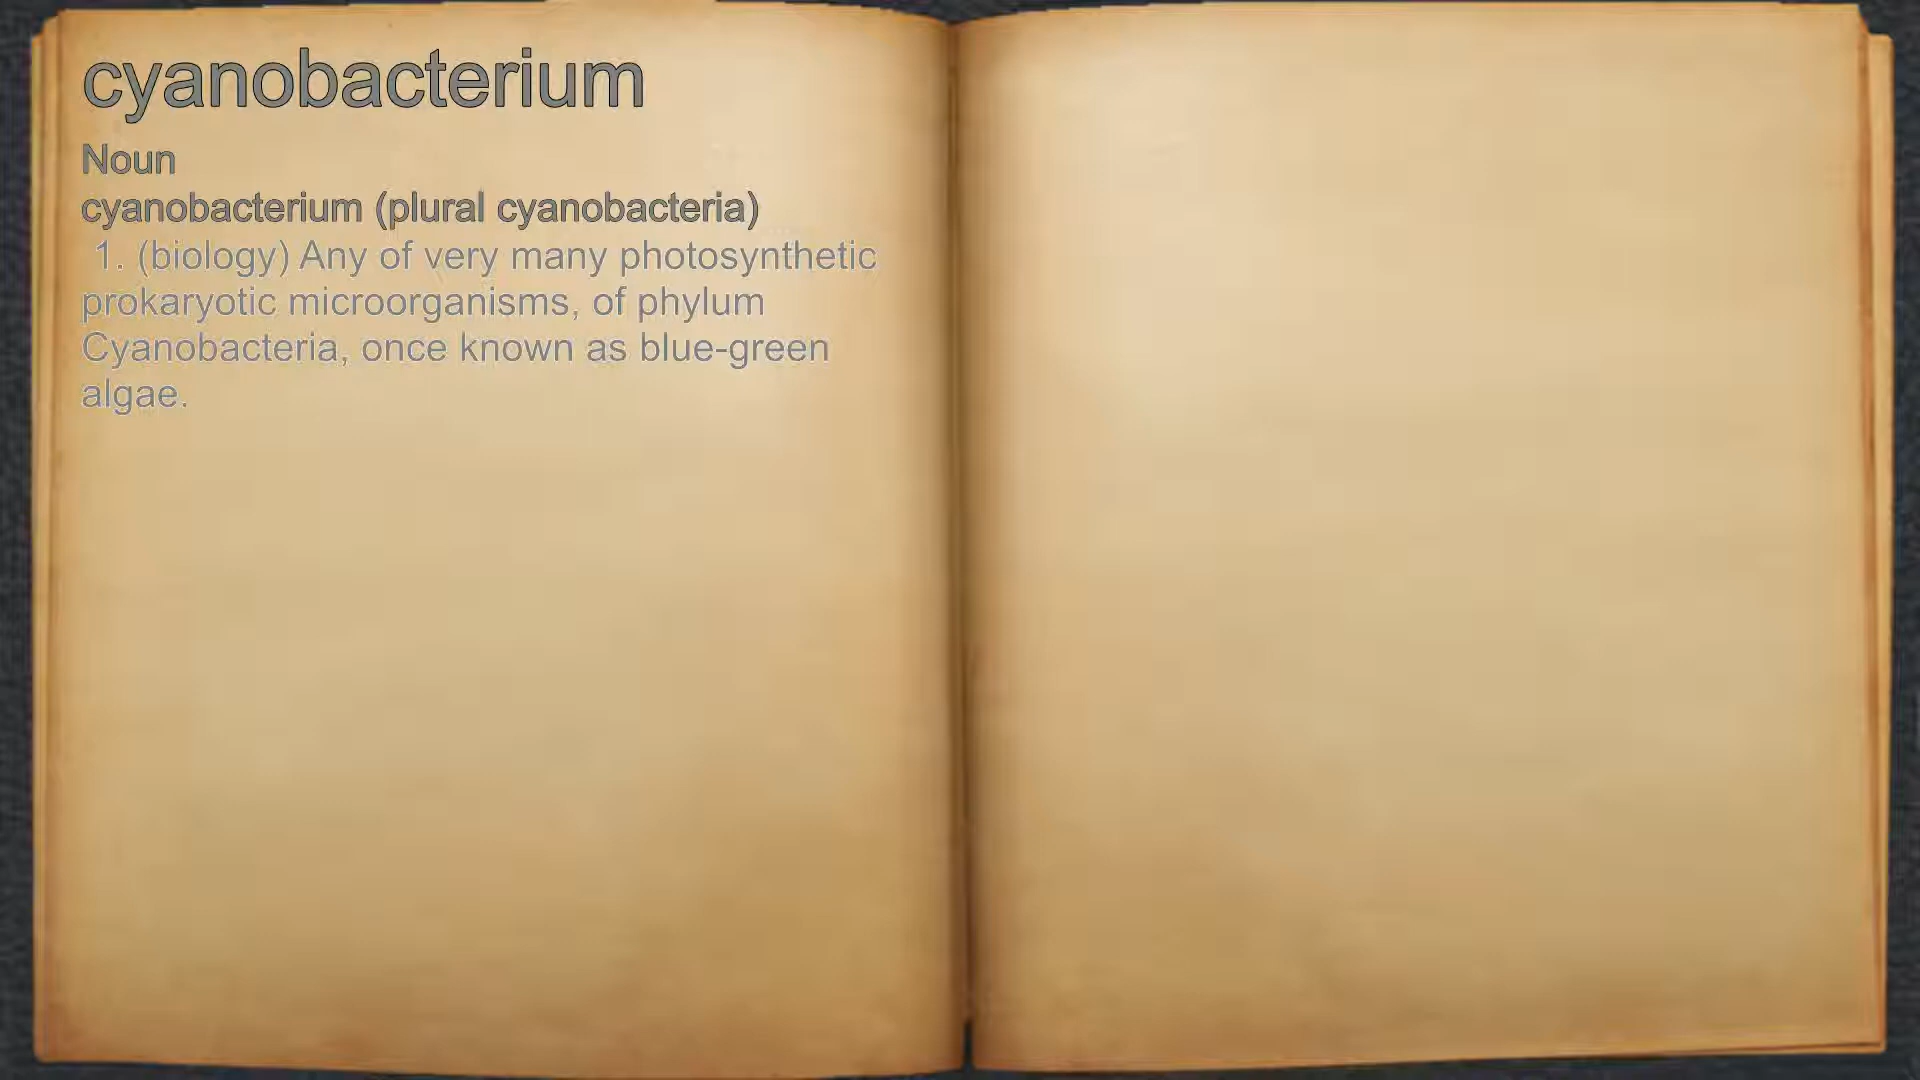 cyanobacterium
Noun
cyanobacterium (plural cyanobacteria)
1. (biology) Any of very many photosynthetic
prokaryotic microorganisms, of phylum
Cyanobacteria, once known as blue-green
algae.